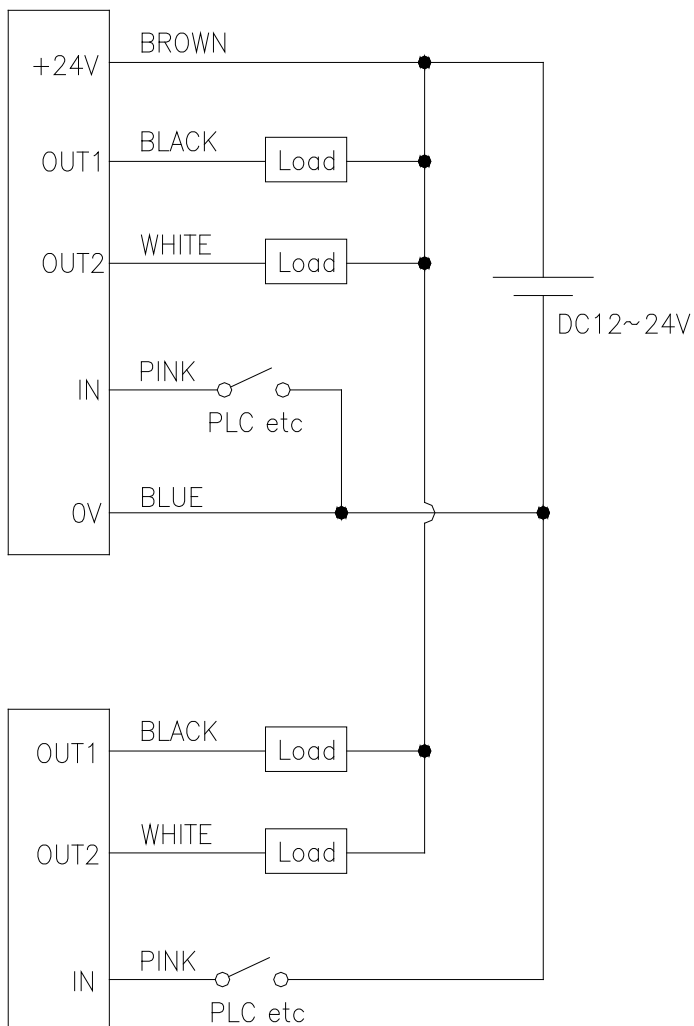 +24V
BROWN
OUT1
BLACK
Load
OUT2
WHITE
Load
DC12~24V
IN
PINK
PLC etc
0V
BLUE
OUT1
BLACK
Load
OUT2
WHITE
Load
IN
PINK
PLC etc